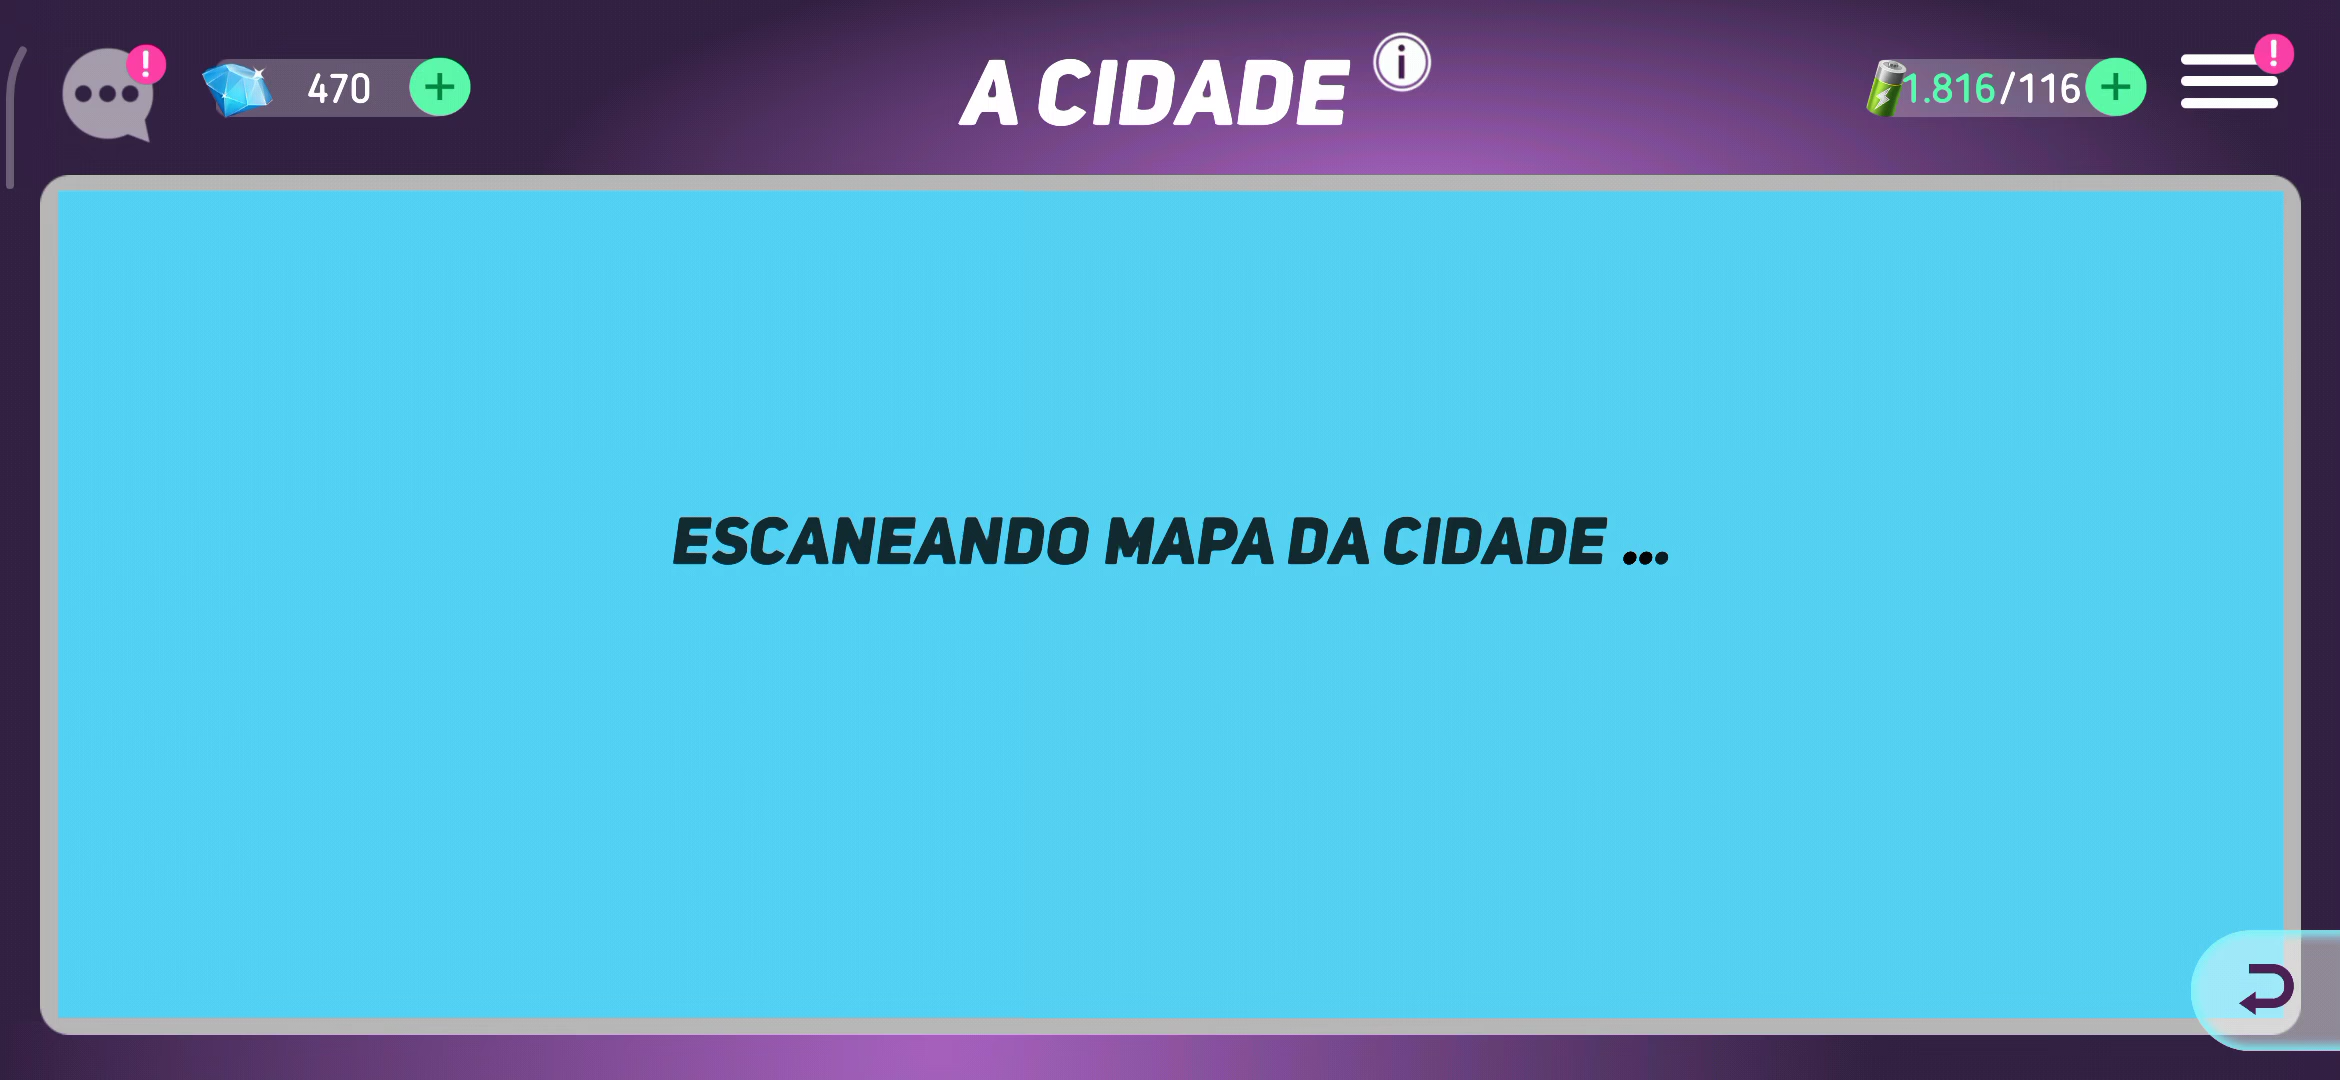 470
A CIDADE
1.816/116
ESCANEANDO MAPA DA CIDADE ...